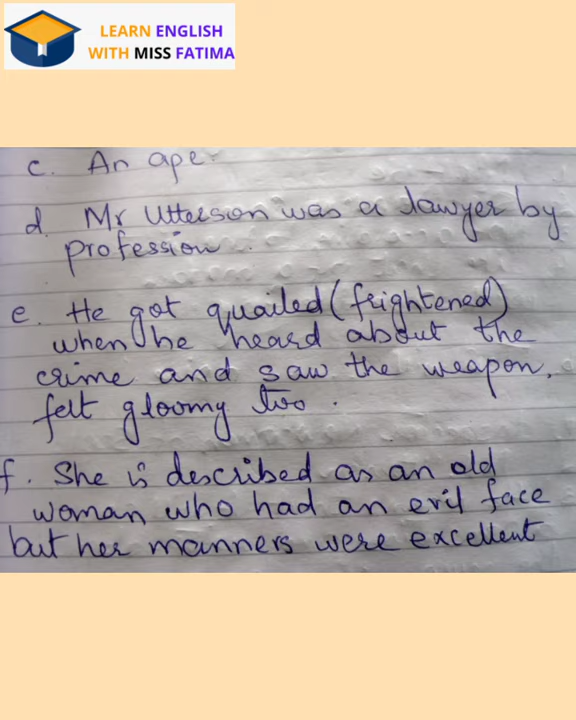 LEARN ENGLISH
WITH MISS FATIMA
c. An ape.
d. Mr Utterson was a lawyer by
profession.
e. He got quailed (frightened)
when he heard about the
crime and saw the weapon.
felt gloomy too.
f. She is described as an old
woman who had an evil face
but her manners were excellent